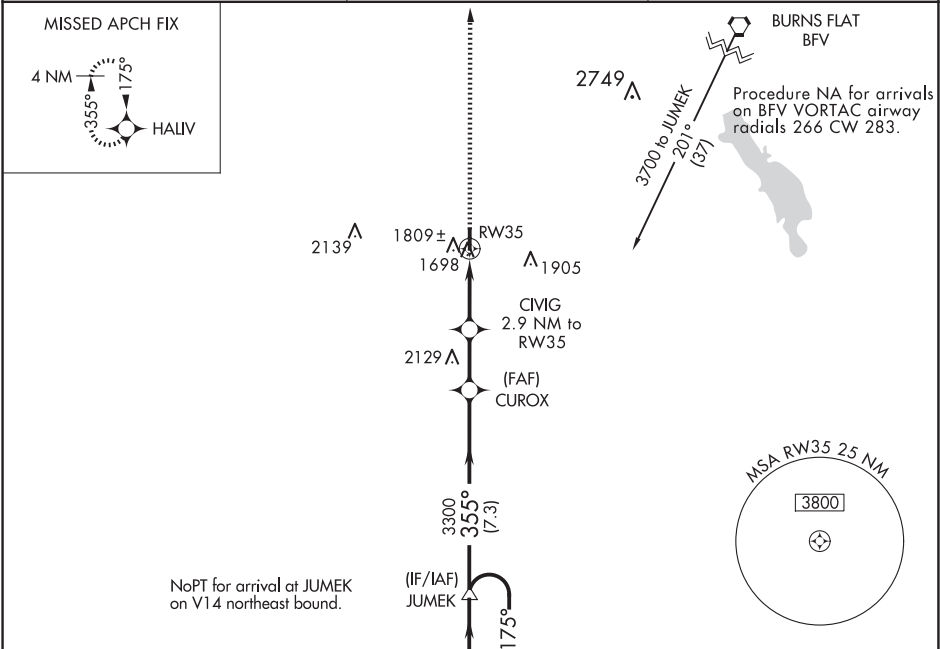 MISSED APCH FIX
4 NM
355°
175°
HALIV
BURNS FLAT
BFV
2749
Procedure NA for arrivals
on BFV VORTAC airway
radials 266 CW 283.
3700 to JUMEK
201°
(37)
2139
1809±
RW35
1698
1905
CIVIG
2.9 NM to
RW35
2129
(FAF)
CUROX
3300
355°
(7.3)
MSA RW35 25 NM
3800
NoPT for arrival at JUMEK
on V14 northeast bound.
(IF/IAF)
JUMEK
175°